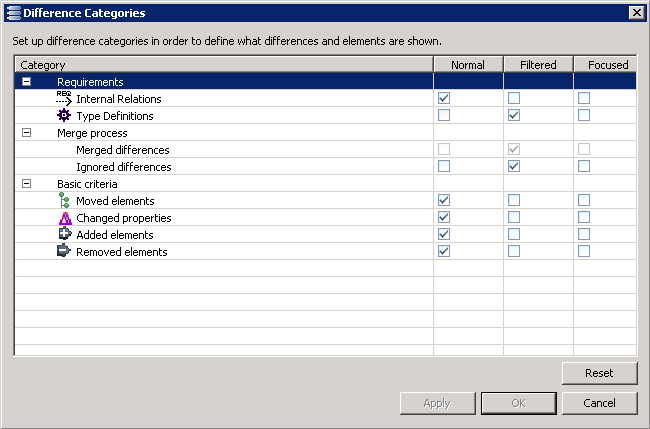 Difference Categories
Set up difference categories in order to define what differences and elements are shown.
Category Normal Filtered Focused
Requirements
REQ Internal Relations
Type Definitions
Merge process
Merged differences
Ignored differences
Basic criteria
Moved elements
Changed properties
Added elements
Removed elements
Reset
Apply OK Cancel